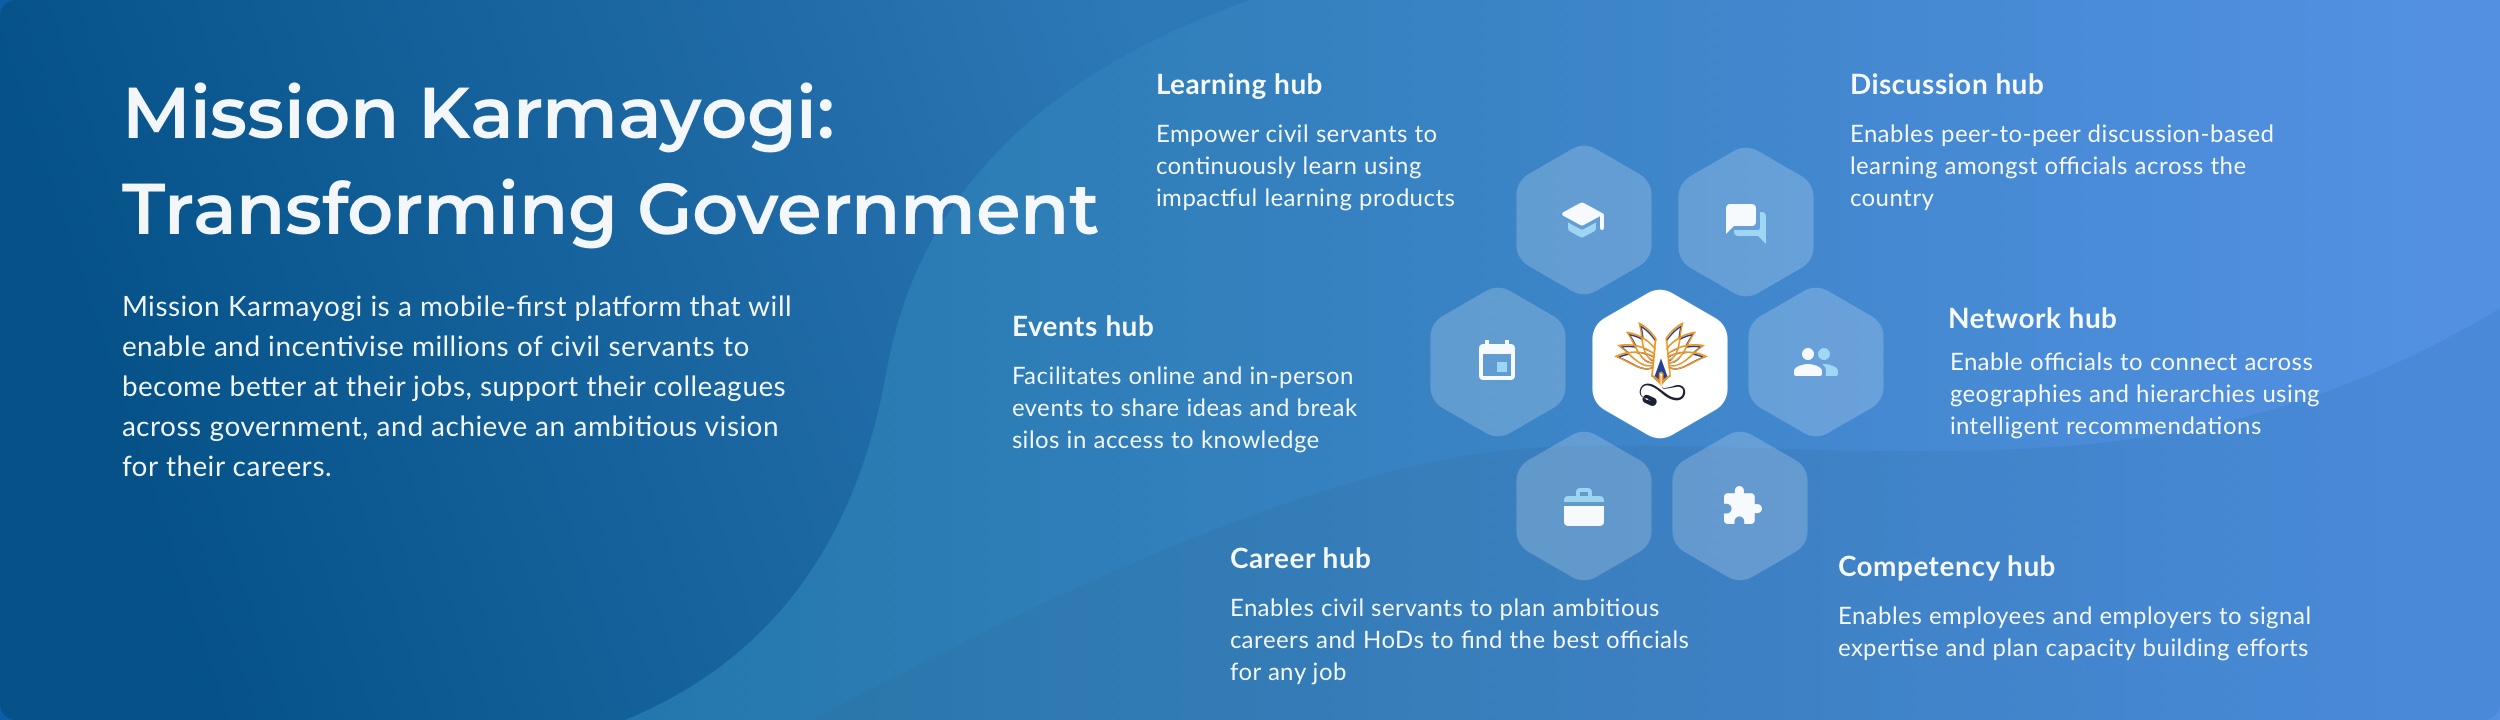 Mission Karmayogi:
Transforming Government
Mission Karmayogi is a mobile-first platform that will
enable and incentivise millions of civil servants to
become better at their jobs, support their colleagues
across government, and achieve an ambitious vision
for their careers.
Learning hub
Empower civil servants to
continuously learn using
impactful learning products
Discussion hub
Enables peer-to-peer discussion-based
learning amongst officials across the
country
Events hub
Facilitates online and in-person
events to share ideas and break
silos in access to knowledge
Network hub
Enable officials to connect across
geographies and hierarchies using
intelligent recommendations
Career hub
Enables civil servants to plan ambitious
careers and HoDs to find the best officials
for any job
Competency hub
Enables employees and employers to signal
expertise and plan capacity building efforts